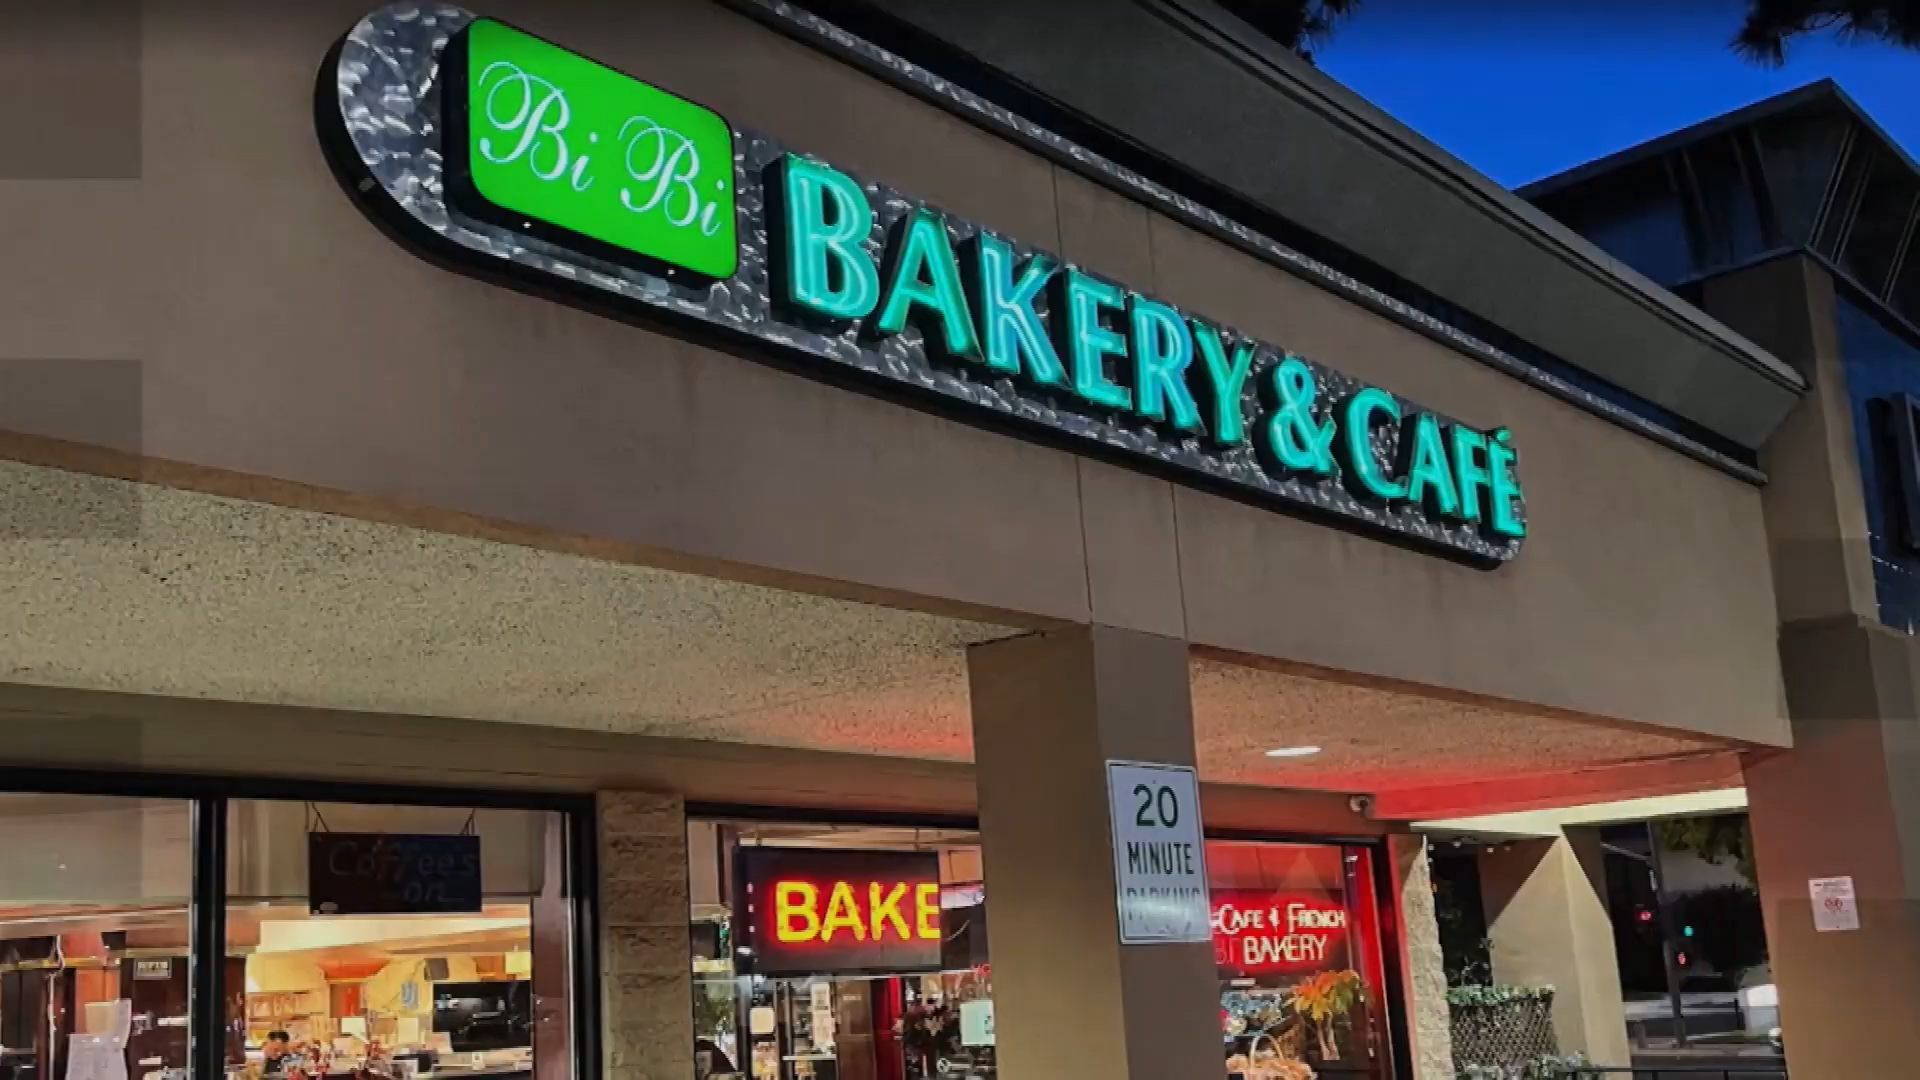 Bi Bi BAKERY & CAFÉ
20
MINUTE
PARKING
Coffee's
on
BAKE
CAFE & FRENCH
BAKERY